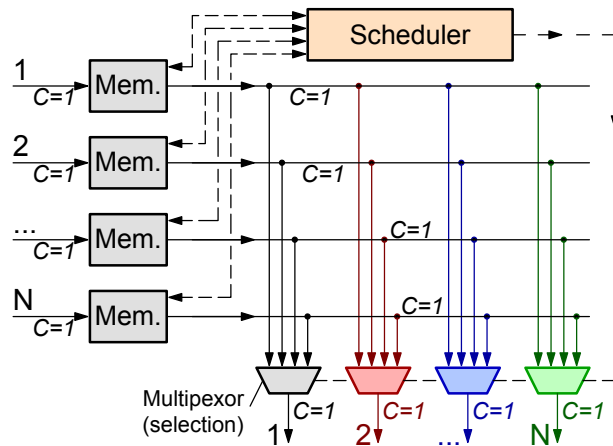 Scheduler
1
C=1
Mem.
C=1
2
C=1
Mem.
C=1
...
C=1
Mem.
C=1
N
C=1
Mem.
C=1
Multipexor
(selection)
C=1
C=1
C=1
C=1
1
2
...
N